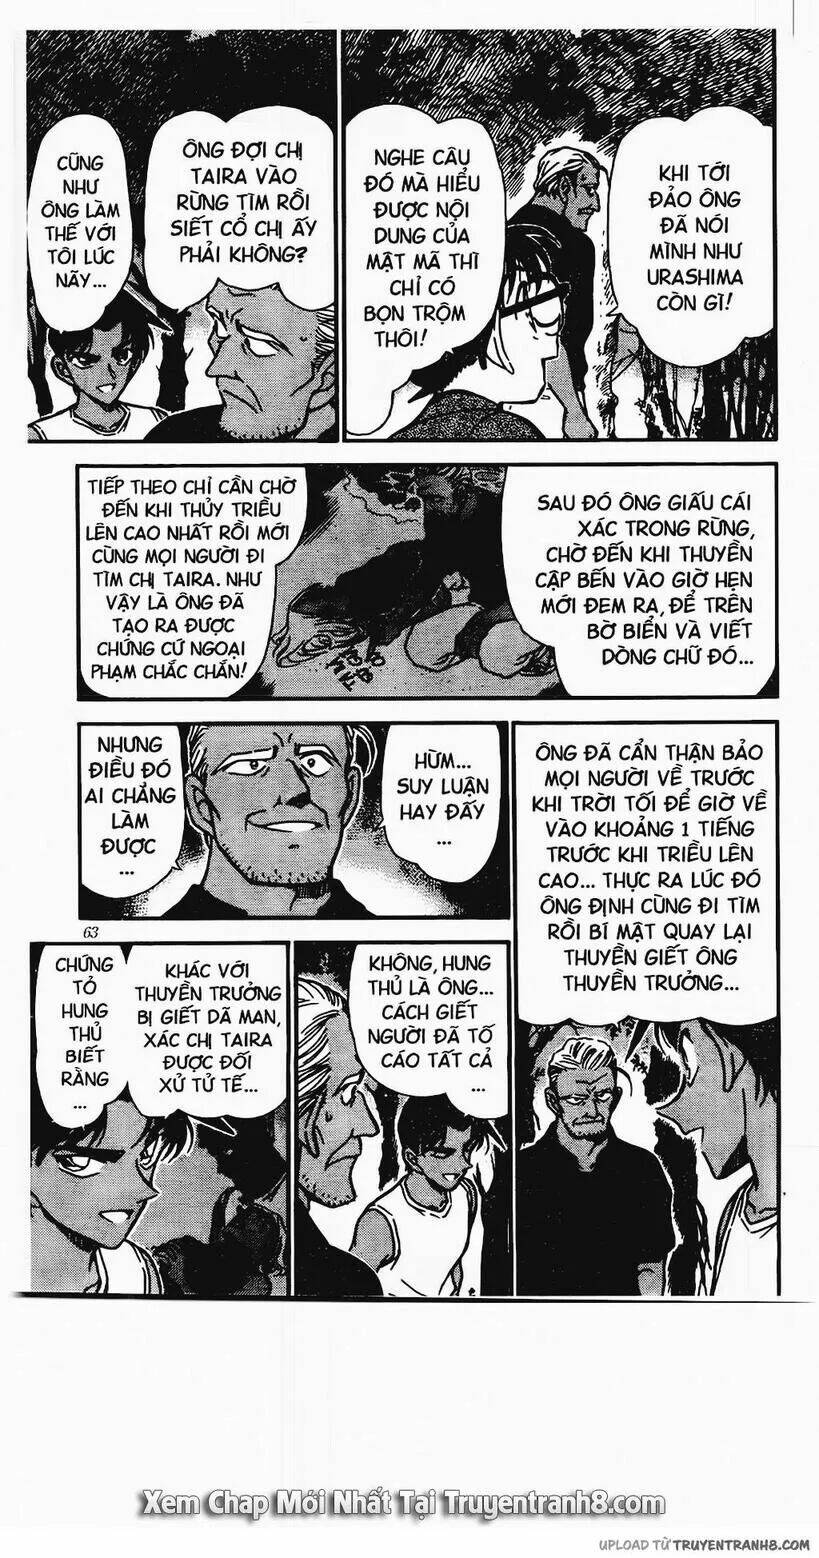 KHI TỚI
ĐẢO ÔNG
ĐÃ NÓI
MÌNH NHƯ
URASHIMA
CÒN GÌ!
NGHE CÂU
ĐÓ MÀ HIỂU
ĐƯỢC NỘI
DUNG CỦA
MẬT MÃ THÌ
CHỈ CÓ
BỌN TRỘM
THÔI!
ÔNG ĐỢI CHỊ
TAIRA VÀO
RỪNG TÌM RỒI
SIẾT CỔ CHỊ ẤY
PHẢI KHÔNG?
CŨNG
NHƯ
ÔNG LÀM
THẾ VỚI
TÔI LÚC
NÃY...
SAU ĐÓ ÔNG GIẤU CÁI
XÁC TRONG RỪNG,
CHỜ ĐẾN KHI THUYỀN
CẬP BẾN VÀO GIỜ HẸN
MỚI ĐEM RA, ĐỂ TRÊN
BỜ BIỂN VÀ VIẾT
DÒNG CHỮ ĐÓ...
TIẾP THEO CHỈ CẦN CHỜ
ĐẾN KHI THỦY TRIỀU
LÊN CAO NHẤT RỒI MỚI
CÙNG MỌI NGƯỜI ĐI
TÌM CHỊ TAIRA. NHƯ
VẬY LÀ ÔNG ĐÃ
TẠO RA ĐƯỢC
CHỨNG CỨ NGOẠI
PHẠM CHẮC CHẮN!
ÔNG ĐÃ CẨN THẬN BẢO
MỌI NGƯỜI VỀ TRƯỚC
KHI TRỜI TỐI ĐỂ GIỜ VỀ
VÀO KHOẢNG 1 TIẾNG
TRƯỚC KHI TRIỀU LÊN
CAO... THỰC RA LÚC ĐÓ
ÔNG ĐỊNH CÙNG ĐI TÌM
RỒI BÍ MẬT QUAY LẠI
THUYỀN GIẾT ÔNG
THUYỀN TRƯỞNG...
HỪM...
SUY LUẬN
HAY ĐẤY
...
NHƯNG
ĐIỀU ĐÓ
AI CHẲNG
LÀM
ĐƯỢC
...
63
KHÔNG, HUNG
THỦ LÀ ÔNG...
CÁCH GIẾT
NGƯỜI ĐÃ TỐ
CÁO TẤT CẢ
...
KHÁC VỚI
THUYỀN TRƯỞNG
BỊ GIẾT DÃ MAN,
XÁC CHỊ TAIRA
ĐƯỢC ĐỐI
XỬ TỬ TẾ...
CHỨNG
TỎ
HUNG
THỦ
BIẾT
RẰNG
...
Xem Chap Mới Nhất Tại Truyentranh8.com
UPLOAD TỪ TRUYENTRANH8.COM